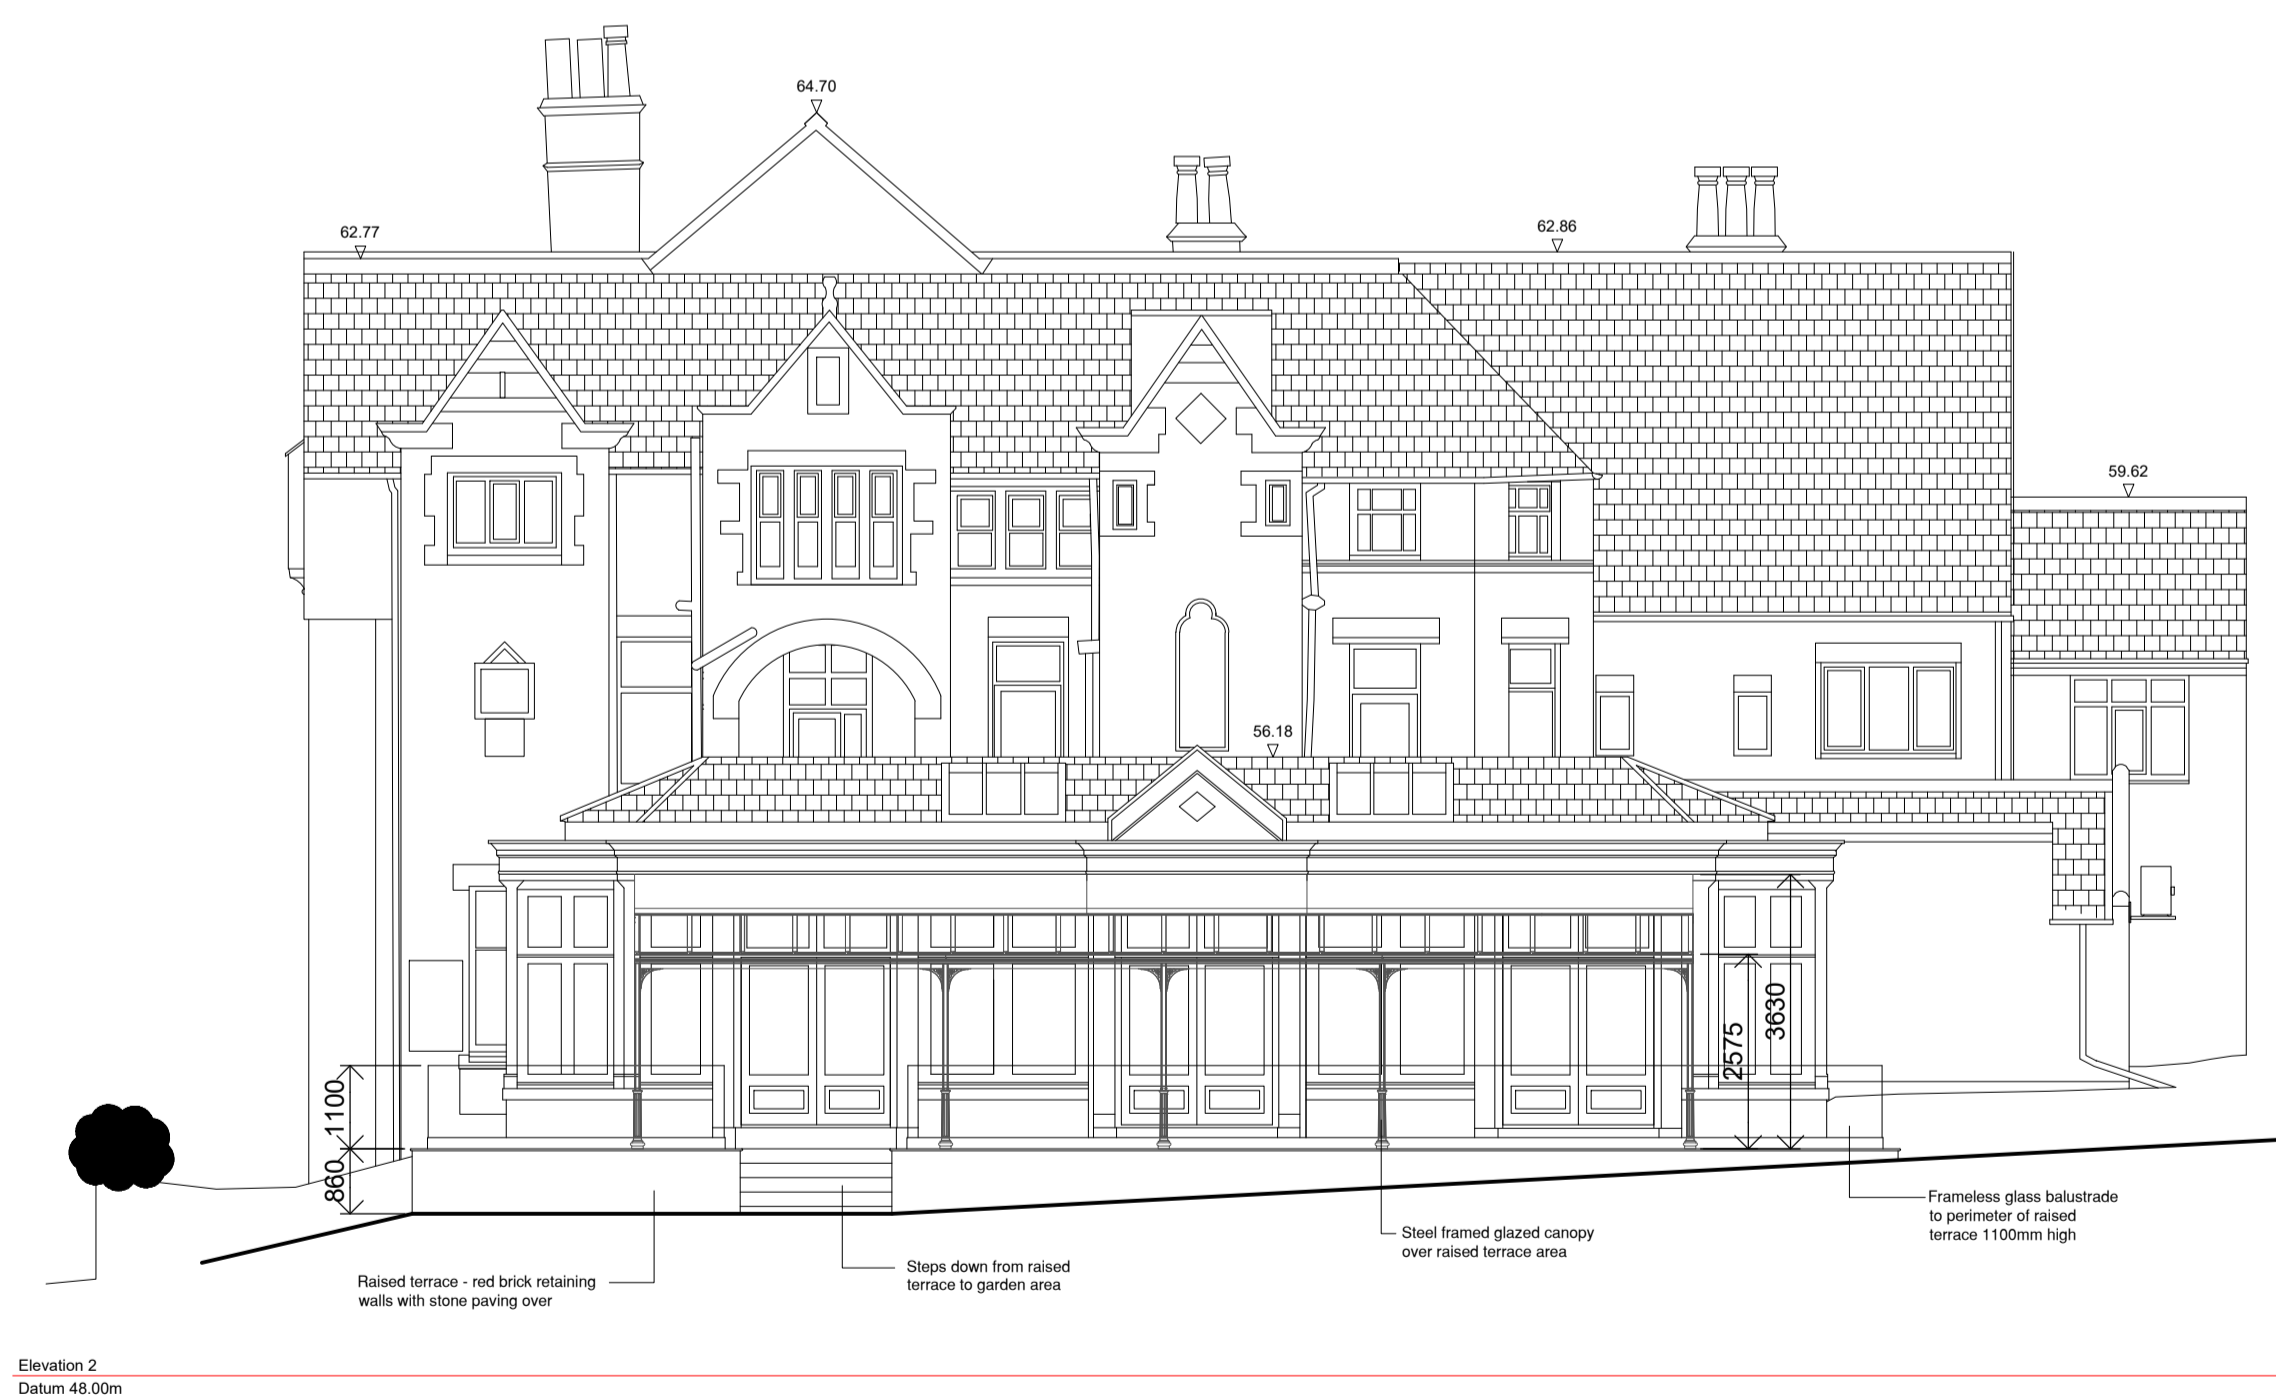 64.70
62.77
62.86
59.62
56.18
3630
2575
1100
860
Frameless glass balustrade
to perimeter of raised
terrace 1100mm high
Steel framed glazed canopy
over raised terrace area
Steps down from raised
terrace to garden area
Raised terrace - red brick retaining
walls with stone paving over
Elevation 2
Datum 48.00m